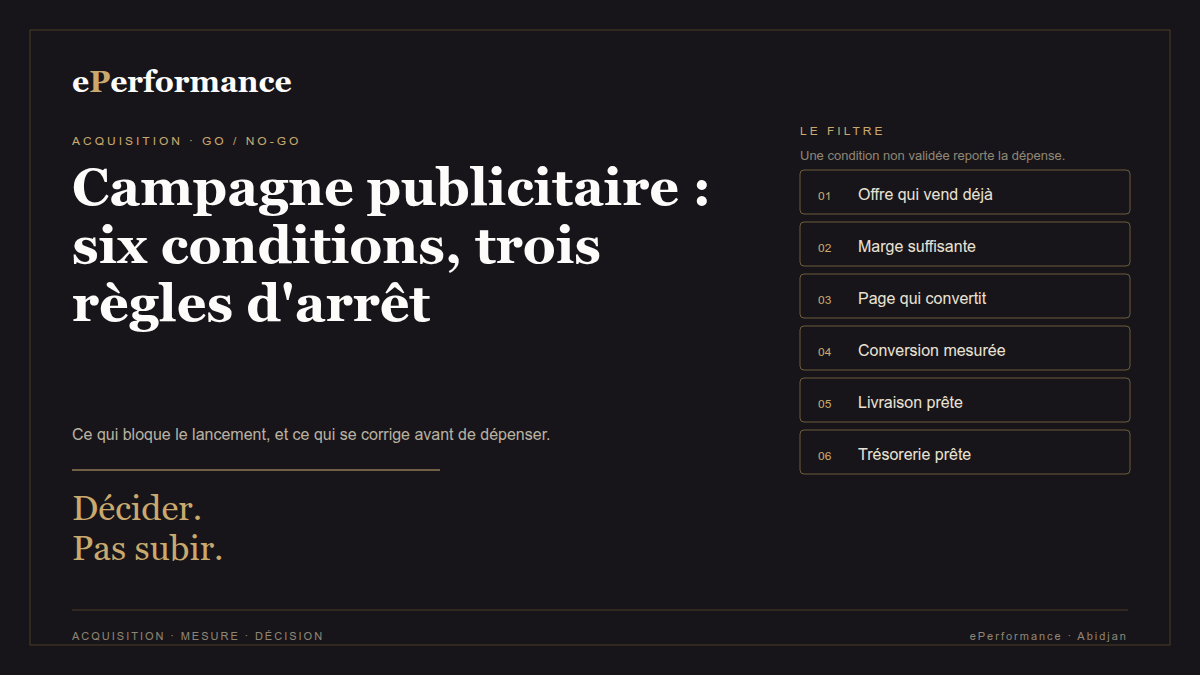 ePerformance
ACQUISITION · GO / NO-GO
Campagne publicitaire :
six conditions, trois
règles d'arrêt
Ce qui bloque le lancement, et ce qui se corrige avant de dépenser.
Décider.
Pas subir.
LE FILTRE
Une condition non validée reporte la dépense.
01 Offre qui vend déjà
02 Marge suffisante
03 Page qui convertit
04 Conversion mesurée
05 Livraison prête
06 Trésorerie prête
ACQUISITION · MESURE · DÉCISION
ePerformance · Abidjan